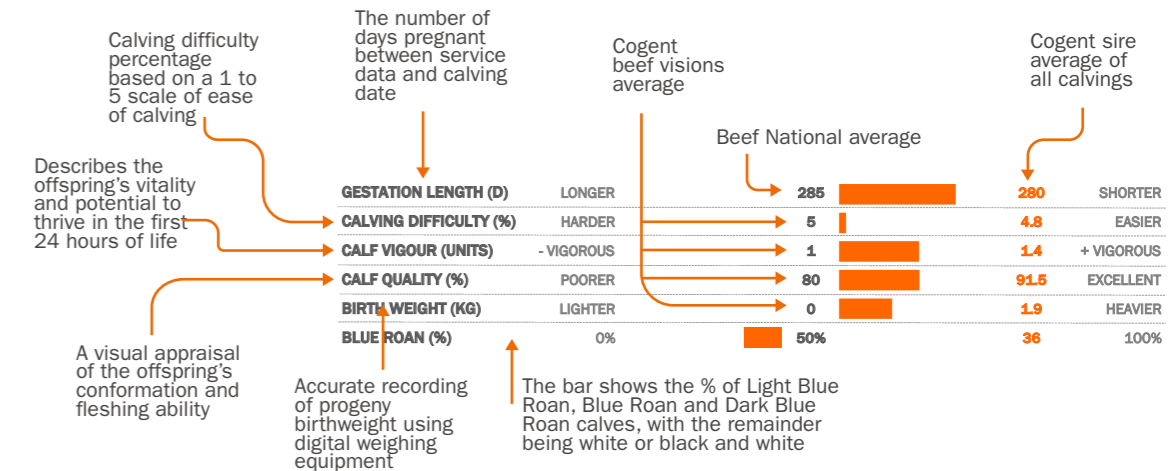 Calving difficulty
percentage
based on a 1 to
5 scale of ease
of calving
The number of
days pregnant
between service
data and calving
date
Cogent
beef visions
average
Cogent sire
average of
all calvings
Beef National average
Describes the
offspring's vitality
and potential to
thrive in the first
24 hours of life
GESTATION LENGTH (D) LONGER 285 280 SHORTER
CALVING DIFFICULTY (%) HARDER 5 4.8 EASIER
CALF VIGOUR (UNITS) - VIGOROUS 1 1.4 + VIGOROUS
CALF QUALITY (%) POORER 80 91.5 EXCELLENT
BIRTH WEIGHT (KG) LIGHTER 0 1.9 HEAVIER
BLUE ROAN (%) 0% 50% 36 100%
A visual appraisal
of the offspring's
conformation and
fleshing ability
Accurate recording
of progeny
birthweight using
digital weighing
equipment
The bar shows the % of Light Blue
Roan, Blue Roan and Dark Blue
Roan calves, with the remainder
being white or black and white